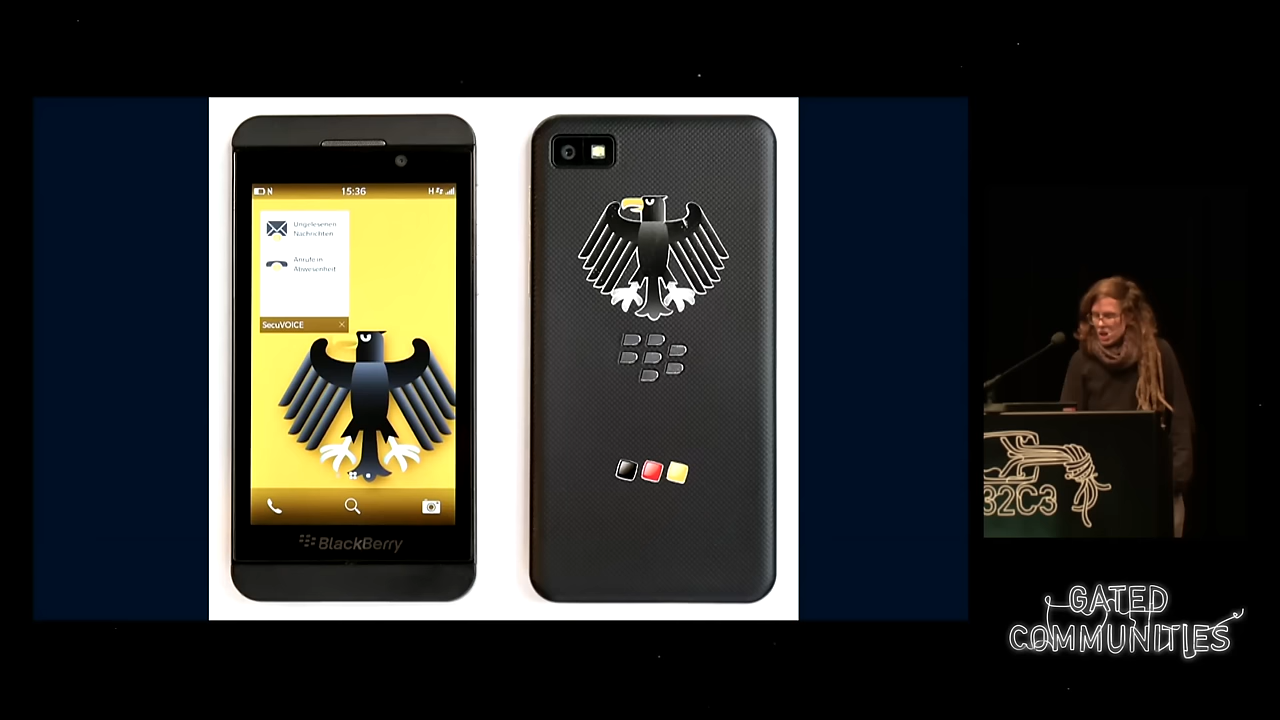 N
15:36
H
Ungelesenen
Nachrichten
Anrufe in
Abwesenheit
SecuVOICE
BlackBerry
32C3
GATED
COMMUNITIES